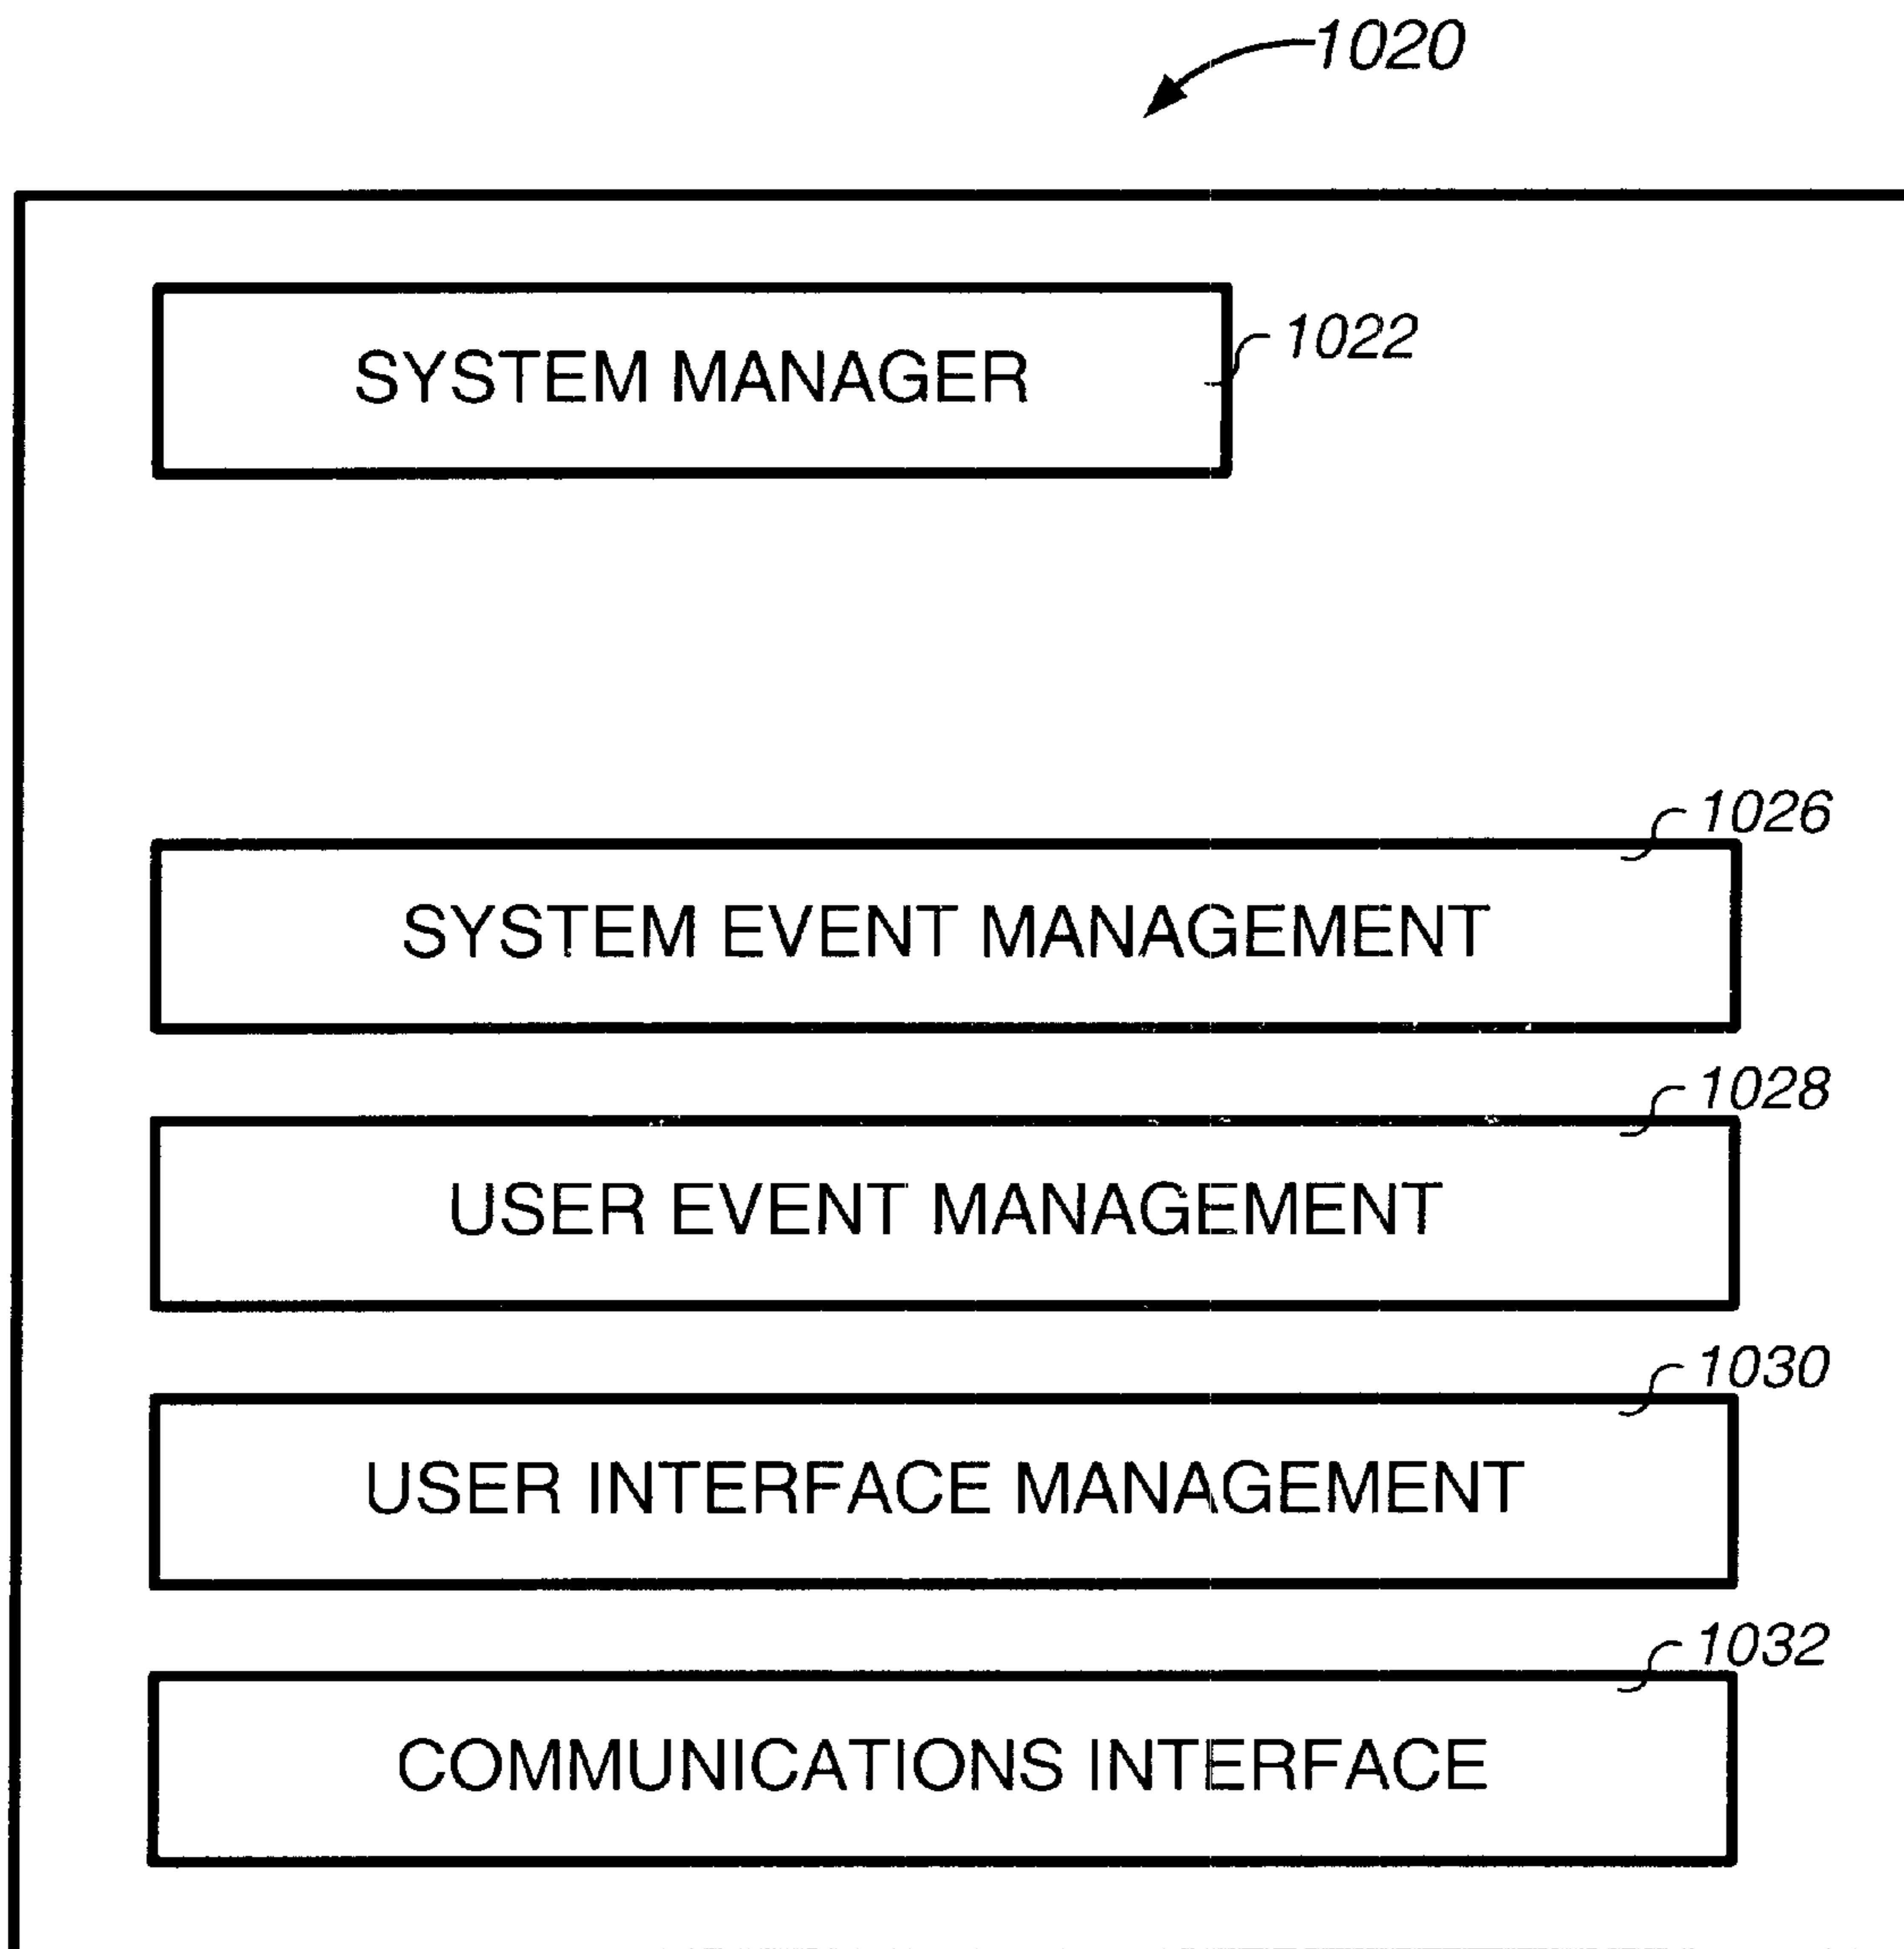 1020
SYSTEM MANAGER
1022
1026
SYSTEM EVENT MANAGEMENT
1028
USER EVENT MANAGEMENT
1030
USER INTERFACE MANAGEMENT
1032
COMMUNICATIONS INTERFACE